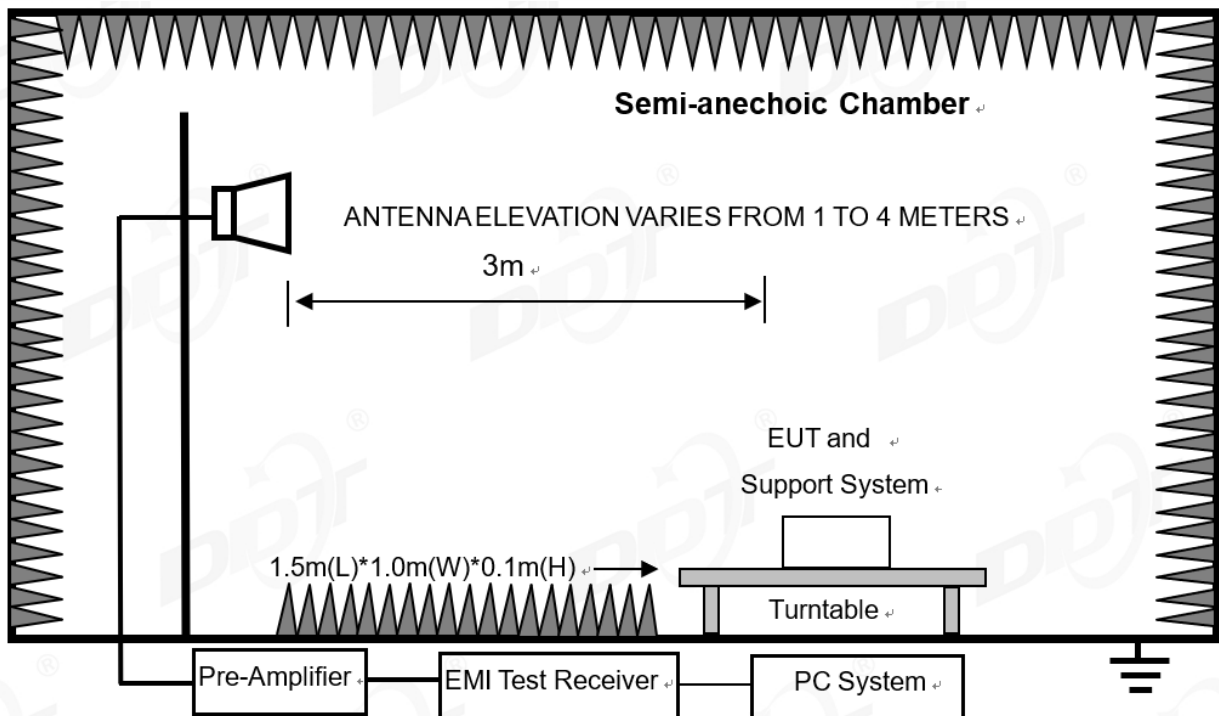 Semi-anechoic Chamber
ANTENNA ELEVATION VARIES FROM 1 TO 4 METERS
3m
EUT and
Support System
1.5m(L)*1.0m(W)*0.1m(H)
Turntable
Pre-Amplifier
EMI Test Receiver
PC System
DDT
®